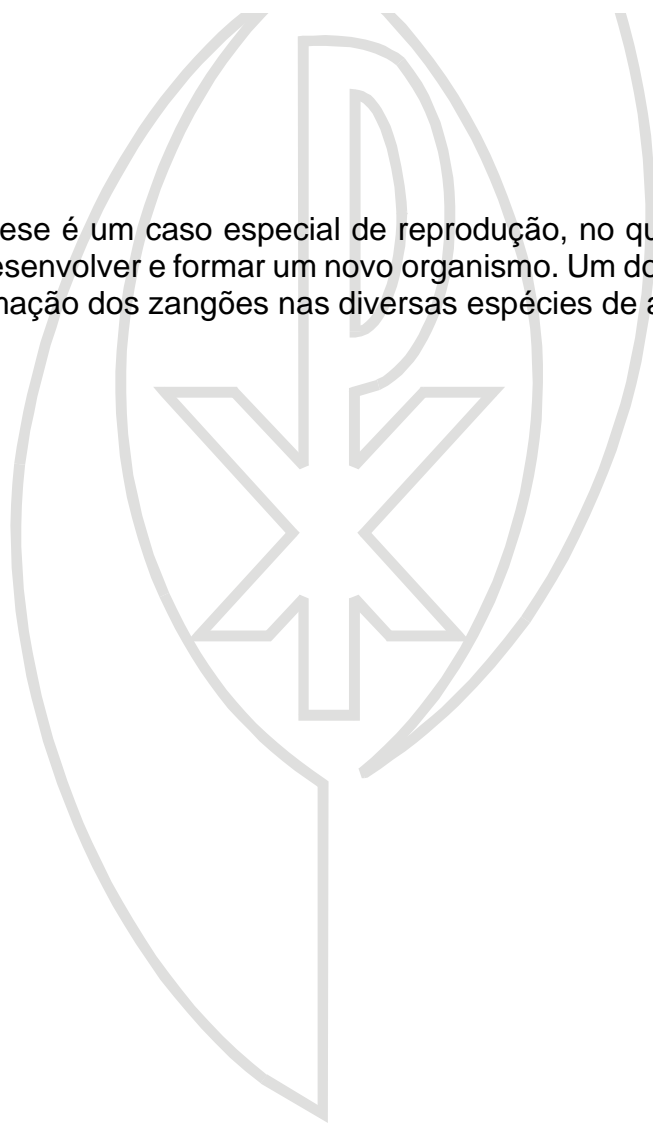 ese é um caso especial de reprodução, no qu
esenvolver e formar um novo organismo. Um do
nação dos zangões nas diversas espécies de a